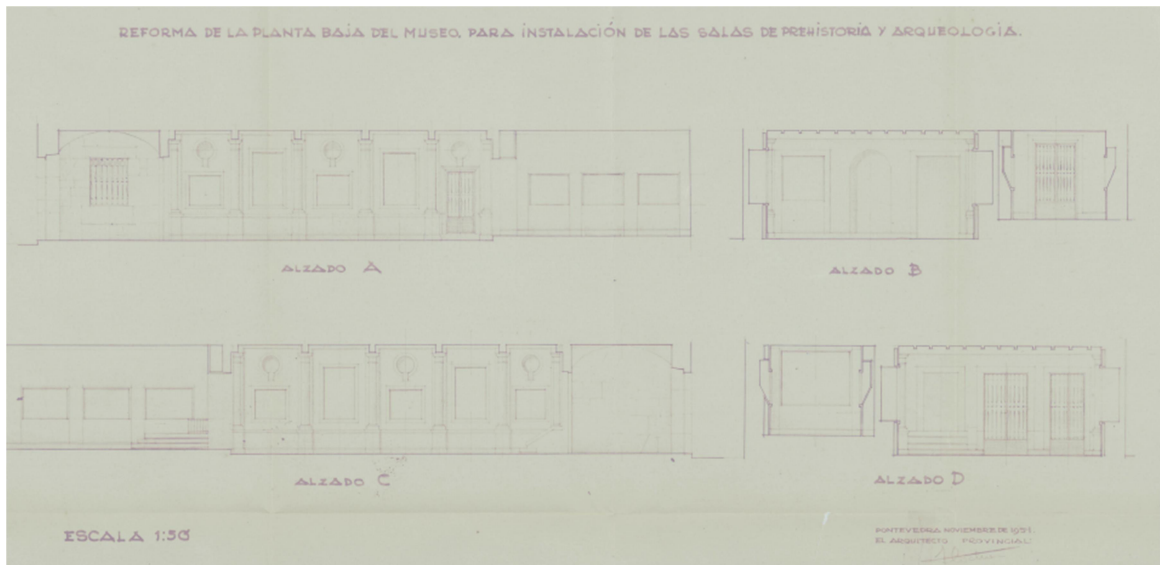 REFORMA DE LA PLANTA BAJA DEL MUSEO, PARA INSTALACIÓN DE LAS SALAS DE PREHISTORIA Y ARQUEOLOGIA.
ALZADO A
ALZADO B
ALZADO C
ALZADO D
ESCALA 1:50
PONTEVEDRA NOVIEMBRE DE 1951
EL ARQUITECTO PROVINCIAL: